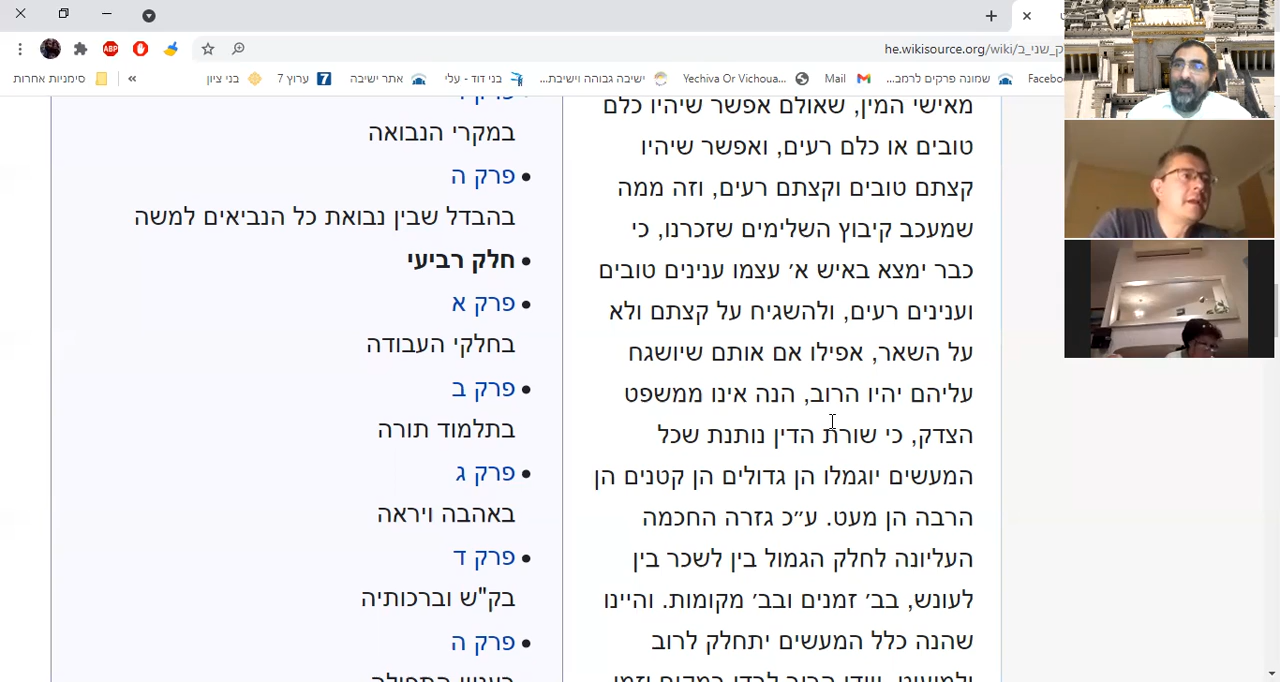 he.wikisource.org/wiki/ק_שני_ב
Facebo
שמונה פרקים לרמב...
Mail
Yechiva Or Vichoua...
ישיבה גבוהה וישיבת...
בני דוד - עלי
אתר ישיבה
ערוץ 7
בני ציון
»
סימניות אחרות
ABP
7
מאישי המין, שאולם אפשר שיהיו כלם
טובים או כלם רעים, ואפשר שיהיו
קצתם טובים וקצתם רעים, וזה ממה
שמעכב קיבוץ השלימים שזכרנו, כי
כבר ימצא באיש א׳ עצמו ענינים טובים
וענינים רעים, ולהשגיח על קצתם ולא
על השאר, אפילו אם אותם שיושגח
עליהם יהיו הרוב, הנה אינו ממשפט
הצדק, כי שורת הדין נותנת שכל
המעשים יוגמלו הן גדולים הן קטנים הן
הרבה הן מעט. ע״כ גזרה החכמה
העליונה לחלק הגמול בין לשכר בין
לעונש, בב׳ זמנים ובב׳ מקומות. והיינו
שהנה כלל המעשים יתחלק לרוב
במקרי הנבואה
• פרק ה
בהבדל שבין נבואת כל הנביאים למשה
• חלק רביעי
• פרק א
בחלקי העבודה
• פרק ב
בתלמוד תורה
• פרק ג
באהבה ויראה
• פרק ד
בק"ש וברכותיה
• פרק ה